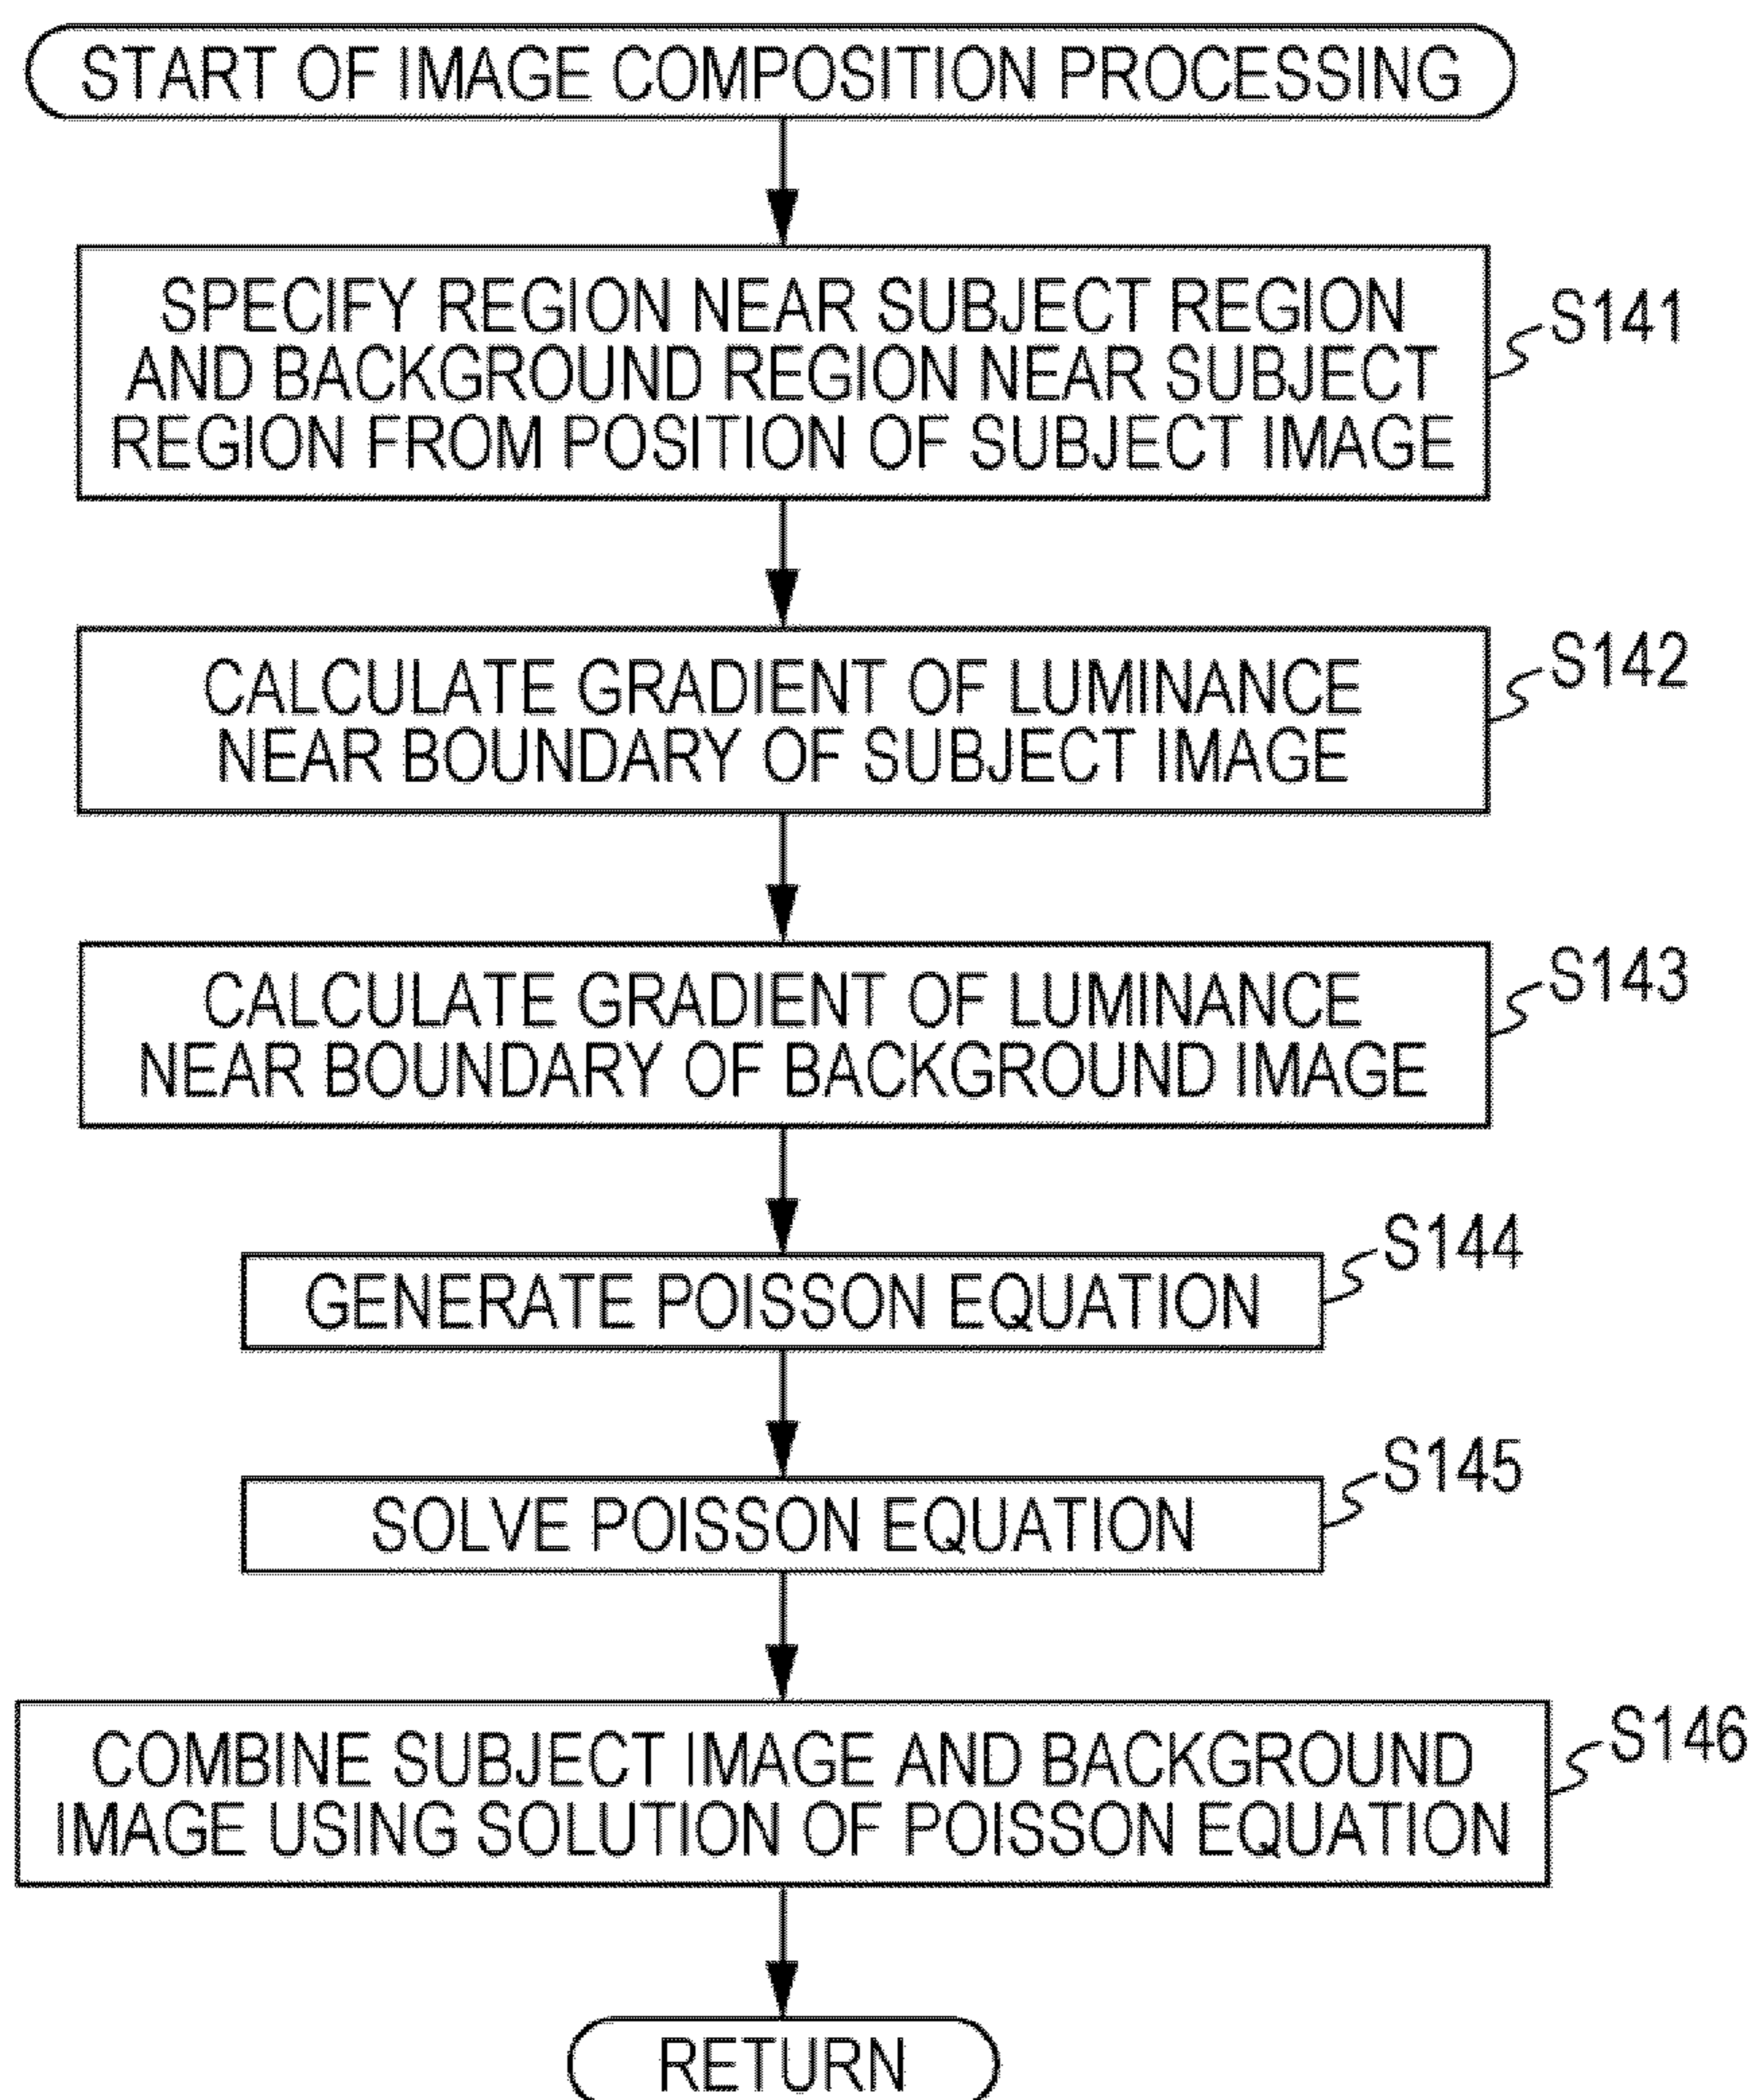 START OF IMAGE COMPOSITION PROCESSING
SPECIFY REGION NEAR SUBJECT REGION
AND BACKGROUND REGION NEAR SUBJECT
REGION FROM POSITION OF SUBJECT IMAGE
S141
CALCULATE GRADIENT OF LUMINANCE
NEAR BOUNDARY OF SUBJECT IMAGE
S142
CALCULATE GRADIENT OF LUMINANCE
NEAR BOUNDARY OF BACKGROUND IMAGE
S143
GENERATE POISSON EQUATION
S144
SOLVE POISSON EQUATION
S145
COMBINE SUBJECT IMAGE AND BACKGROUND
IMAGE USING SOLUTION OF POISSON EQUATION
S146
RETURN